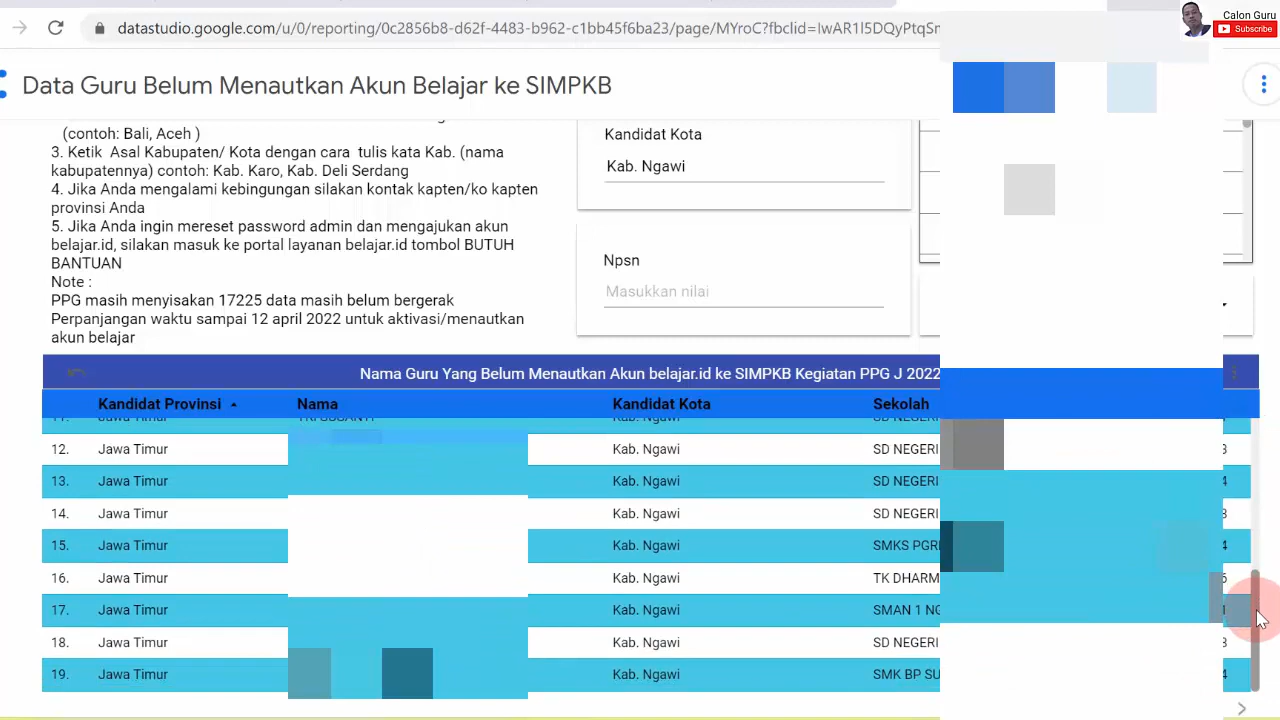 Calon Guru
Subscribe
datastudio.google.com/u/0/reporting/0c2856b8-d62f-4483-b962-c1bb45f6ba23/page/MYroC?fbclid=IwAR1I5DQyPtqSn
Data Guru Belum Menautkan Akun Belajar ke SIMPKB
(contoh: Bali, Aceh )
3. Ketik Asal Kabupaten/ Kota dengan cara tulis kata Kab. (nama
kabupatennya) contoh: Kab. Karo, Kab. Deli Serdang
4. Jika Anda mengalami kebingungan silakan kontak kapten/ko kapten
provinsi Anda
5. Jika Anda ingin mereset password admin dan mengajukan akun
belajar.id, silakan masuk ke portal layanan belajar.id tombol BUTUH
BANTUAN
Note :
PPG masih menyisakan 17225 data masih belum bergerak
Perpanjangan waktu sampai 12 april 2022 untuk aktivasi/menautkan
akun belajar
Kandidat Kota
Kab. Ngawi
Npsn
Masukkan nilai
Nama Guru Yang Belum Menautkan Akun belajar.id ke SIMPKB Kegiatan PPG J 2022
Kandidat Provinsi Nama Kandidat Kota Sekolah
12. Jawa Timur Kab. Ngawi SD NEGERI 3
13. Jawa Timur Kab. Ngawi SD NEGERI 4
14. Jawa Timur Kab. Ngawi SD NEGERI 3
15. Jawa Timur Kab. Ngawi SMKS PGRI 4
16. Jawa Timur Kab. Ngawi TK DHARM 6
17. Jawa Timur Kab. Ngawi SMAN 1 NG 1
18. Jawa Timur Kab. Ngawi SD NEGERI 3
19. Jawa Timur Kab. Ngawi SMK BP SU 4